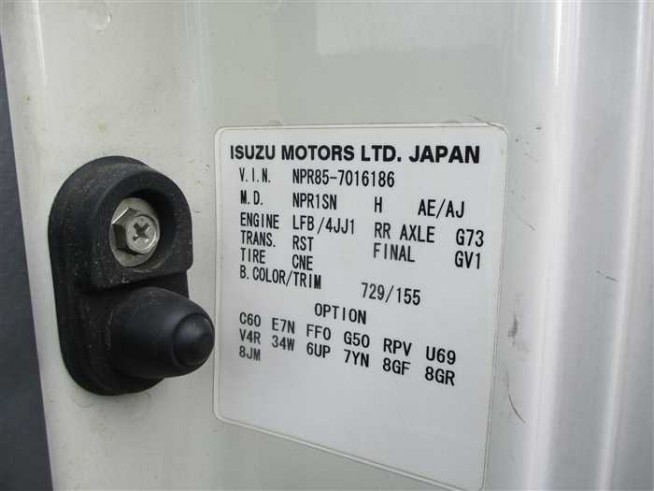 ISUZU MOTORS LTD. JAPAN
V.I.N. NPR85-7016186
M.D. NPR1SN H AE/AJ
ENGINE LFB/4JJ1 RR AXLE G73
TRANS. RST FINAL GV1
TIRE CNE
B.COLOR/TRIM 729/155
OPTION
C60 E7N FF0 G50 RPV U69
V4R 34W 6UP 7YN 8GF 8GR
8JM